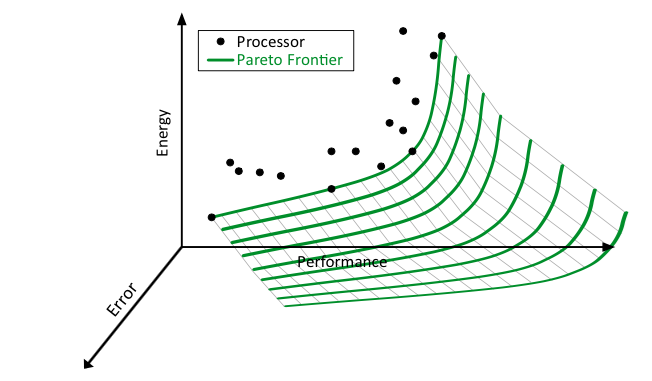 Processor
Pareto Frontier
Energy
Performance
Error